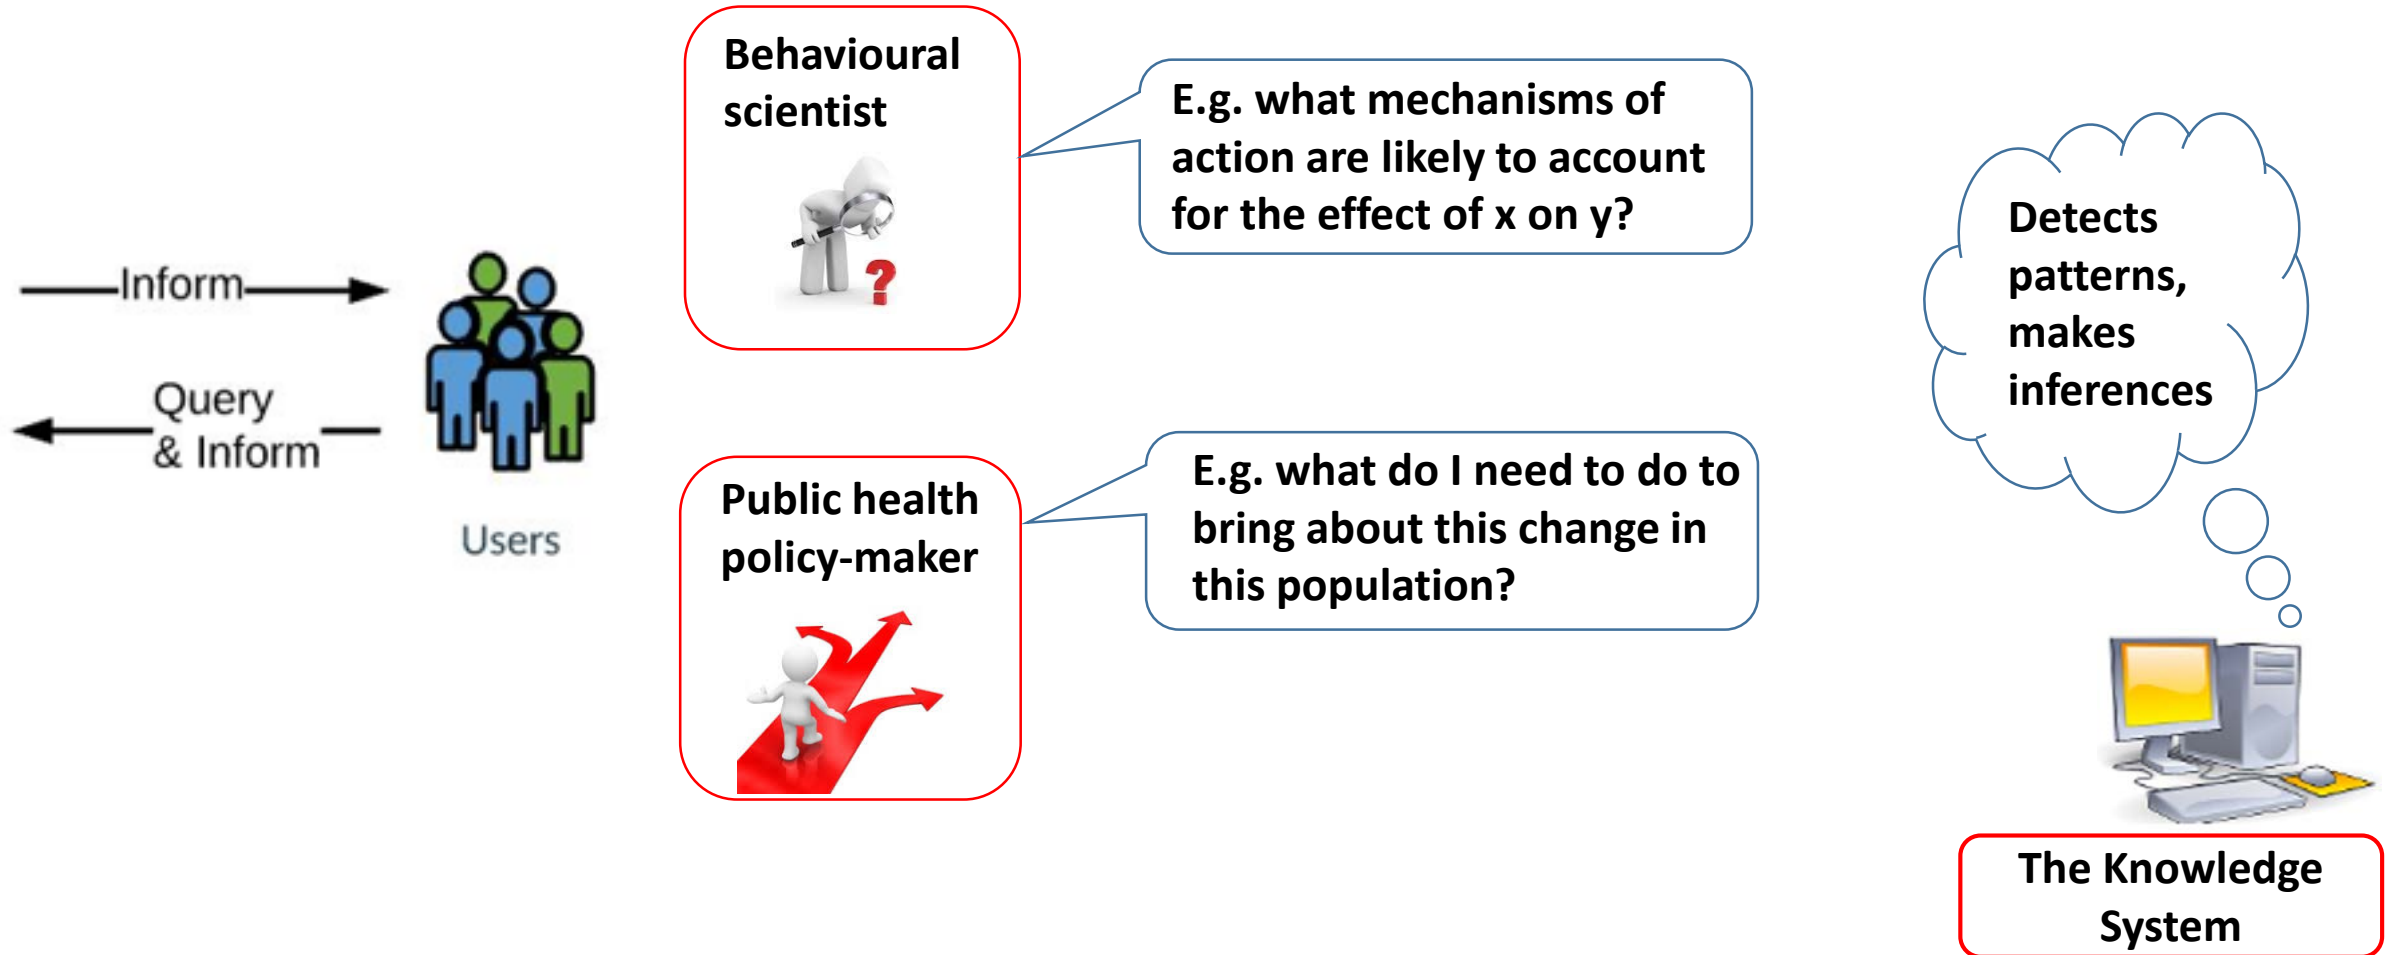 Inform
Query
& Inform
Users
Behavioural
scientist
E.g. what mechanisms of
action are likely to account
for the effect of x on y?
Public health
policy-maker
E.g. what do I need to do to
bring about this change in
this population?
Detects
patterns,
makes
inferences
The Knowledge
System